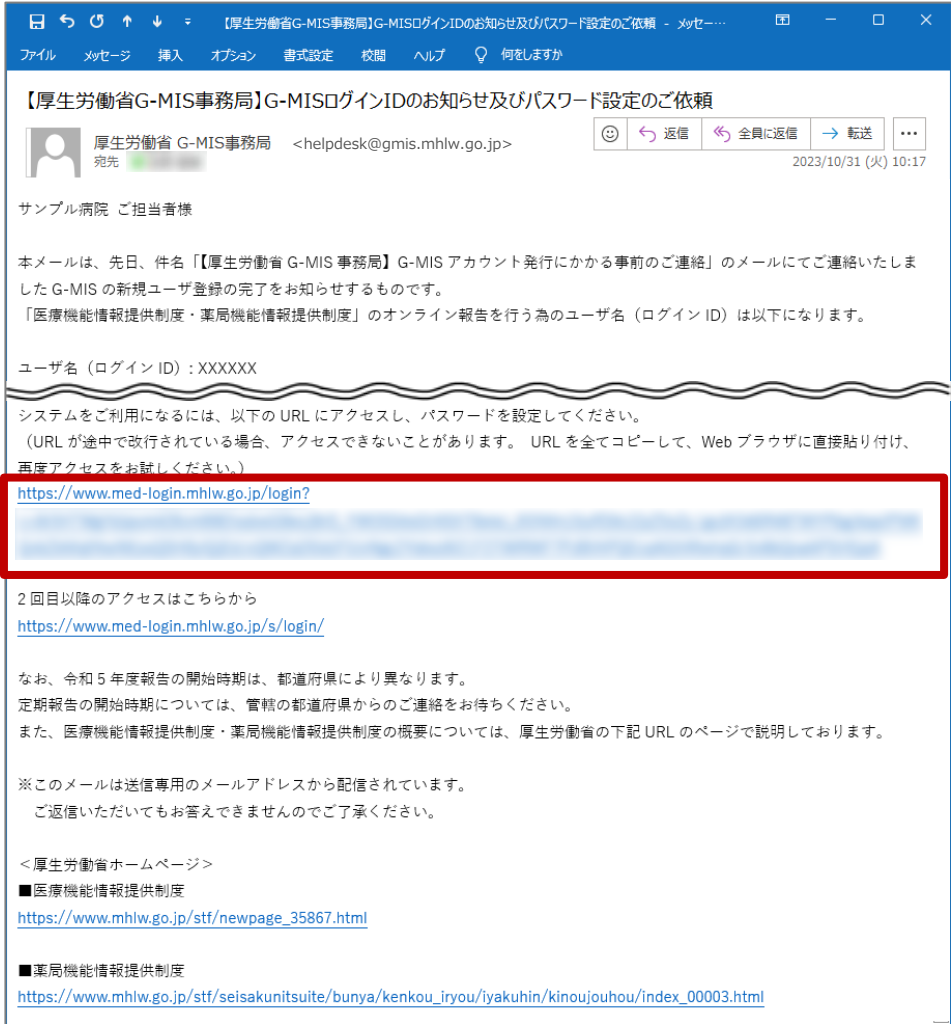 【厚生労働省G-MIS事務局】G-MISログインIDのお知らせ及びパスワード設定のご依頼 - メッセー…
ファイル メッセージ 挿入 オプション 書式設定 校閲 ヘルプ 何をしますか
【厚生労働省G-MIS事務局】G-MISログインIDのお知らせ及びパスワード設定のご依頼
厚生労働省 G-MIS事務局 <helpdesk@gmis.mhlw.go.jp>
返信 全員に返信 転送
宛先
2023/10/31 (火) 10:17
サンプル病院 ご担当者様
本メールは、先日、件名「【厚生労働省 G-MIS 事務局】G-MIS アカウント発行にかかる事前のご連絡」のメールにてご連絡いたしま
した G-MIS の新規ユーザ登録の完了をお知らせするものです。
「医療機能情報提供制度・薬局機能情報提供制度」のオンライン報告を行う為のユーザ名（ログイン ID）は以下になります。
ユーザ名（ログイン ID）: XXXXXX
システムをご利用になるには、以下の URL にアクセスし、パスワードを設定してください。
（URL が途中で改行されている場合、アクセスできないことがあります。 URL を全てコピーして、Web ブラウザに直接貼り付け、
再度アクセスをお試しください。）
https://www.med-login.mhlw.go.jp/login?
2 回目以降のアクセスはこちらから
https://www.med-login.mhlw.go.jp/s/login/
なお、令和 5 年度報告の開始時期は、都道府県により異なります。
定期報告の開始時期については、管轄の都道府県からのご連絡をお待ちください。
また、医療機能情報提供制度・薬局機能情報提供制度の概要については、厚生労働省の下記 URL のページで説明しております。
※このメールは送信専用のメールアドレスから配信されています。
ご返信いただいてもお答えできませんのでご了承ください。
＜厚生労働省ホームページ＞
■医療機能情報提供制度
https://www.mhlw.go.jp/stf/newpage_35867.html
■薬局機能情報提供制度
https://www.mhlw.go.jp/stf/seisakunitsuite/bunya/kenkou_iryou/iyakuhin/kinoujouhou/index_00003.html